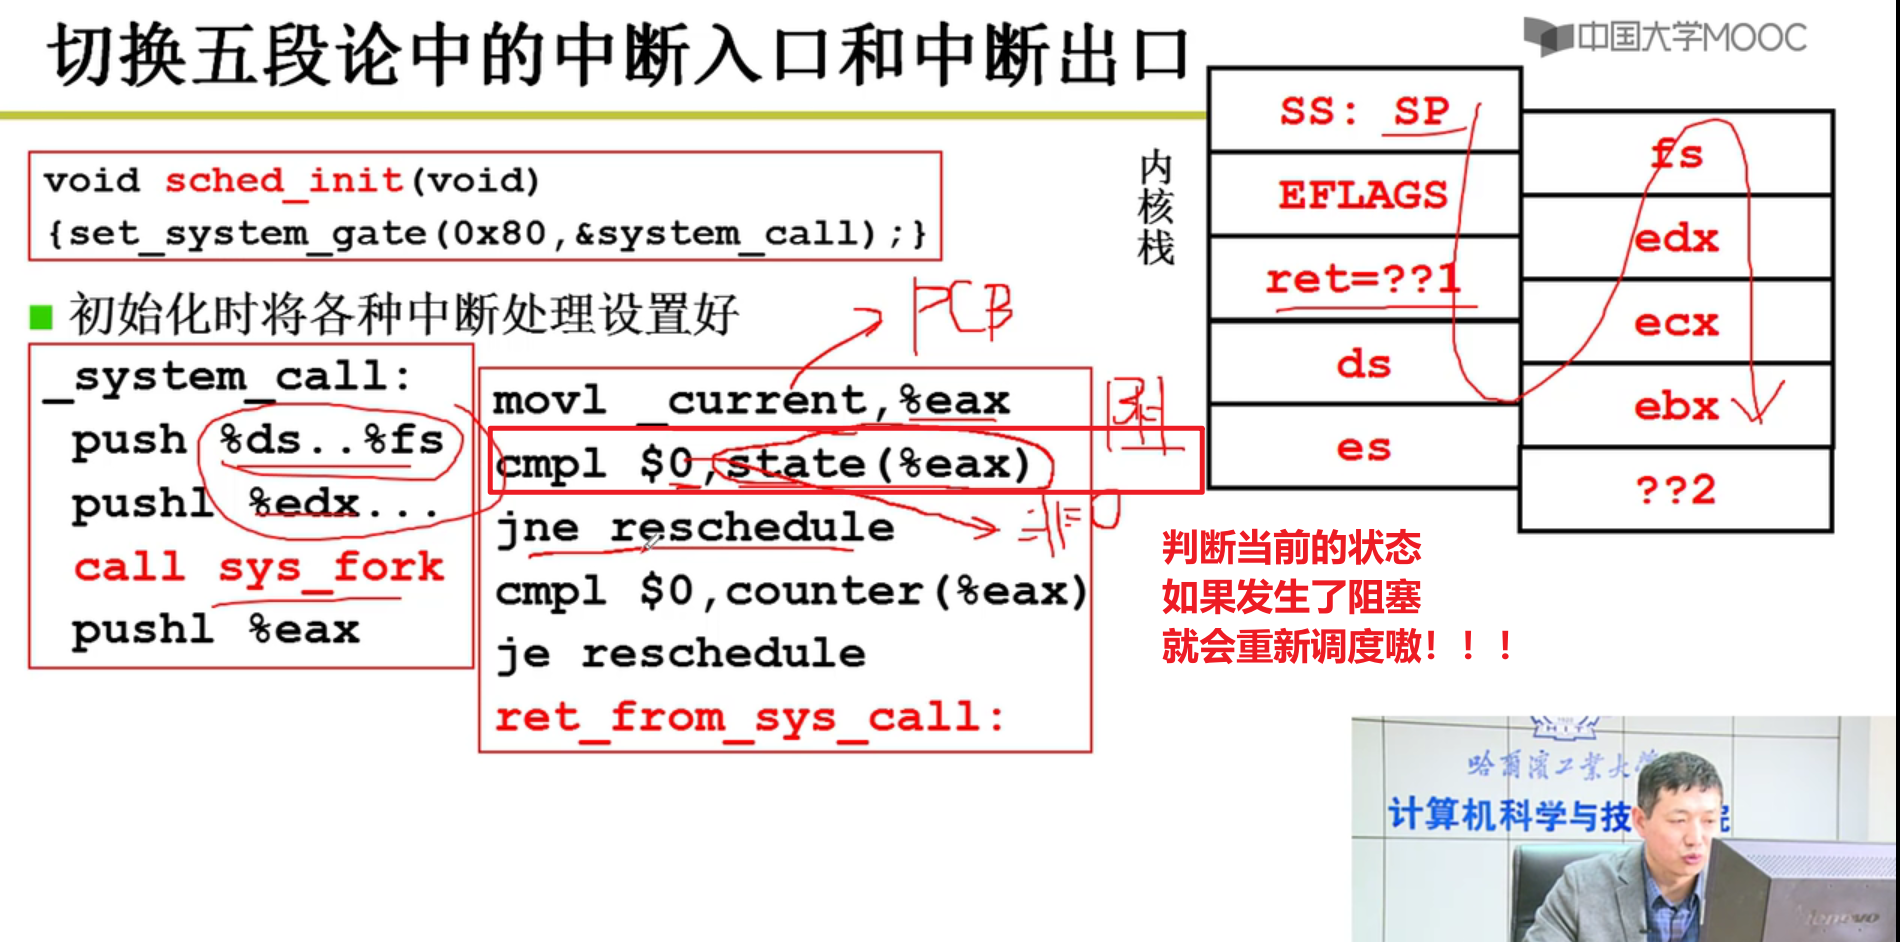 切换五段论中的中断入口和中断出口
中国大学MOOC
void sched_init(void)
{set_system_gate(0x80,&system_call);}
初始化时将各种中断处理设置好
_system_call:
push %ds..%fs
pushl %edx...
call sys_fork
pushl %eax
PCB
movl _current,%eax
cmpl $0,state(%eax)
jne reschedule
cmpl $0,counter(%eax)
je reschedule
ret_from_sys_call:
非0
内核栈
SS: SP
EFLAGS
ret=??1
ds
es
fs
edx
ecx
ebx
??2
判断当前的状态
如果发生了阻塞
就会重新调度嗷！！！
HIT
哈尔滨工业大学
计算机科学与技
院
lenovo